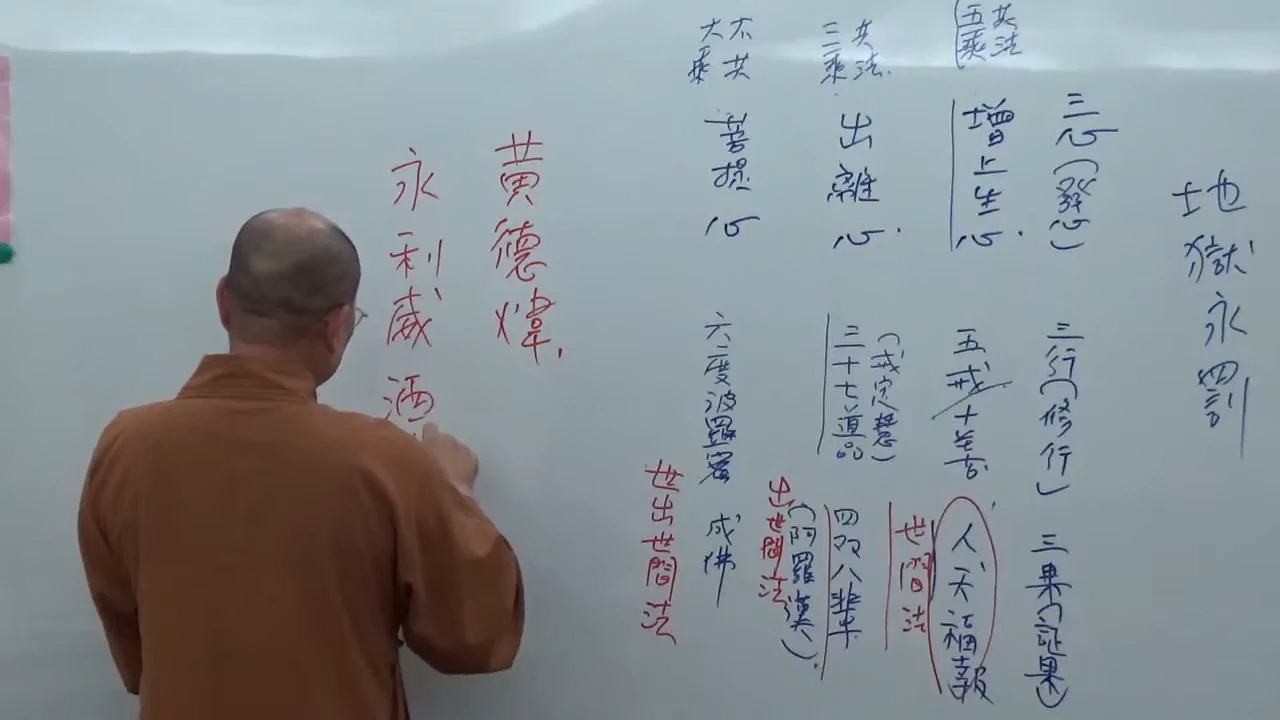 地獄永罰
三心(發心)
三行(修行)
三果(証果)
五乘共法
增上生心.
五戒十善
人天福報
世間法
三乘共法.
出離心.
(戒定慧)
三十七道品
四双八輩
(阿羅漢).
出世間法
大乘不共
菩提心
六度波羅蜜
成佛
世出世間法
黃德煒.
永利威酒